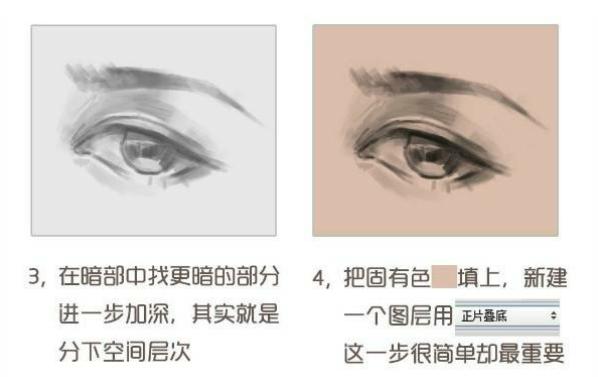 3, 在暗部中找更暗的部分
进一步加深, 其实就是
分下空间层次
4, 把固有色 填上, 新建
一个图层用 正片叠底
这一步很简单却最重要